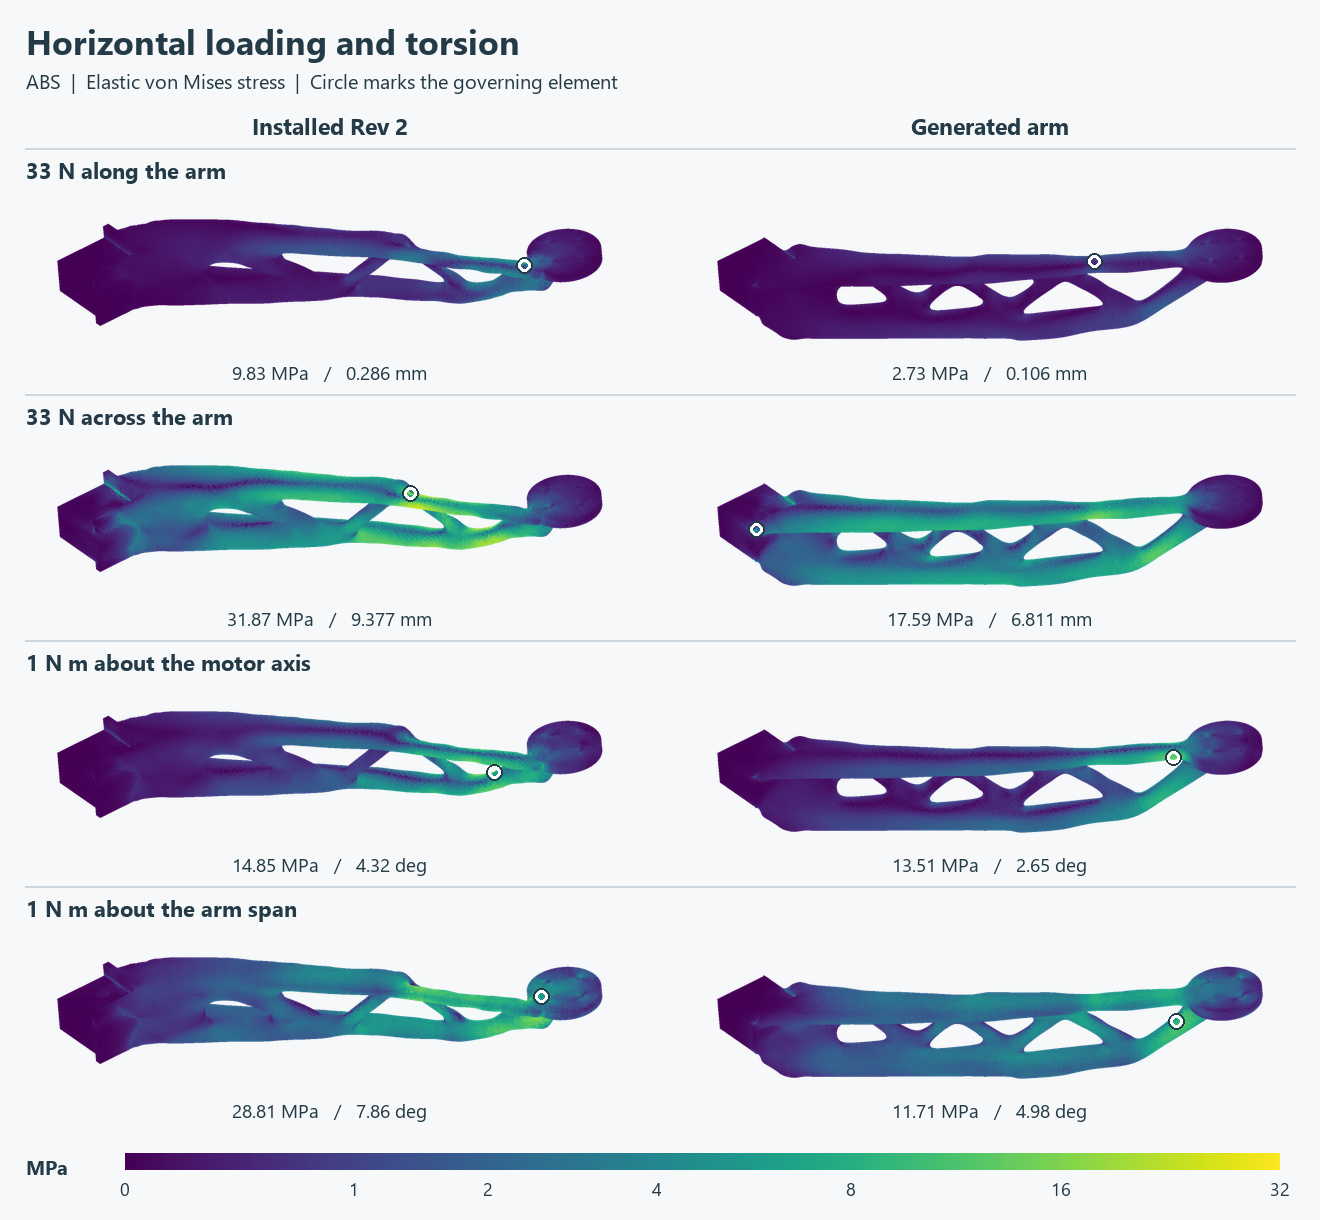 Horizontal loading and torsion
ABS | Elastic von Mises stress | Circle marks the governing element
Installed Rev 2 Generated arm
33 N along the arm
9.83 MPa / 0.286 mm 2.73 MPa / 0.106 mm
33 N across the arm
31.87 MPa / 9.377 mm 17.59 MPa / 6.811 mm
1 N m about the motor axis
14.85 MPa / 4.32 deg 13.51 MPa / 2.65 deg
1 N m about the arm span
28.81 MPa / 7.86 deg 11.71 MPa / 4.98 deg
MPa
0 1 2 4 8 16 32